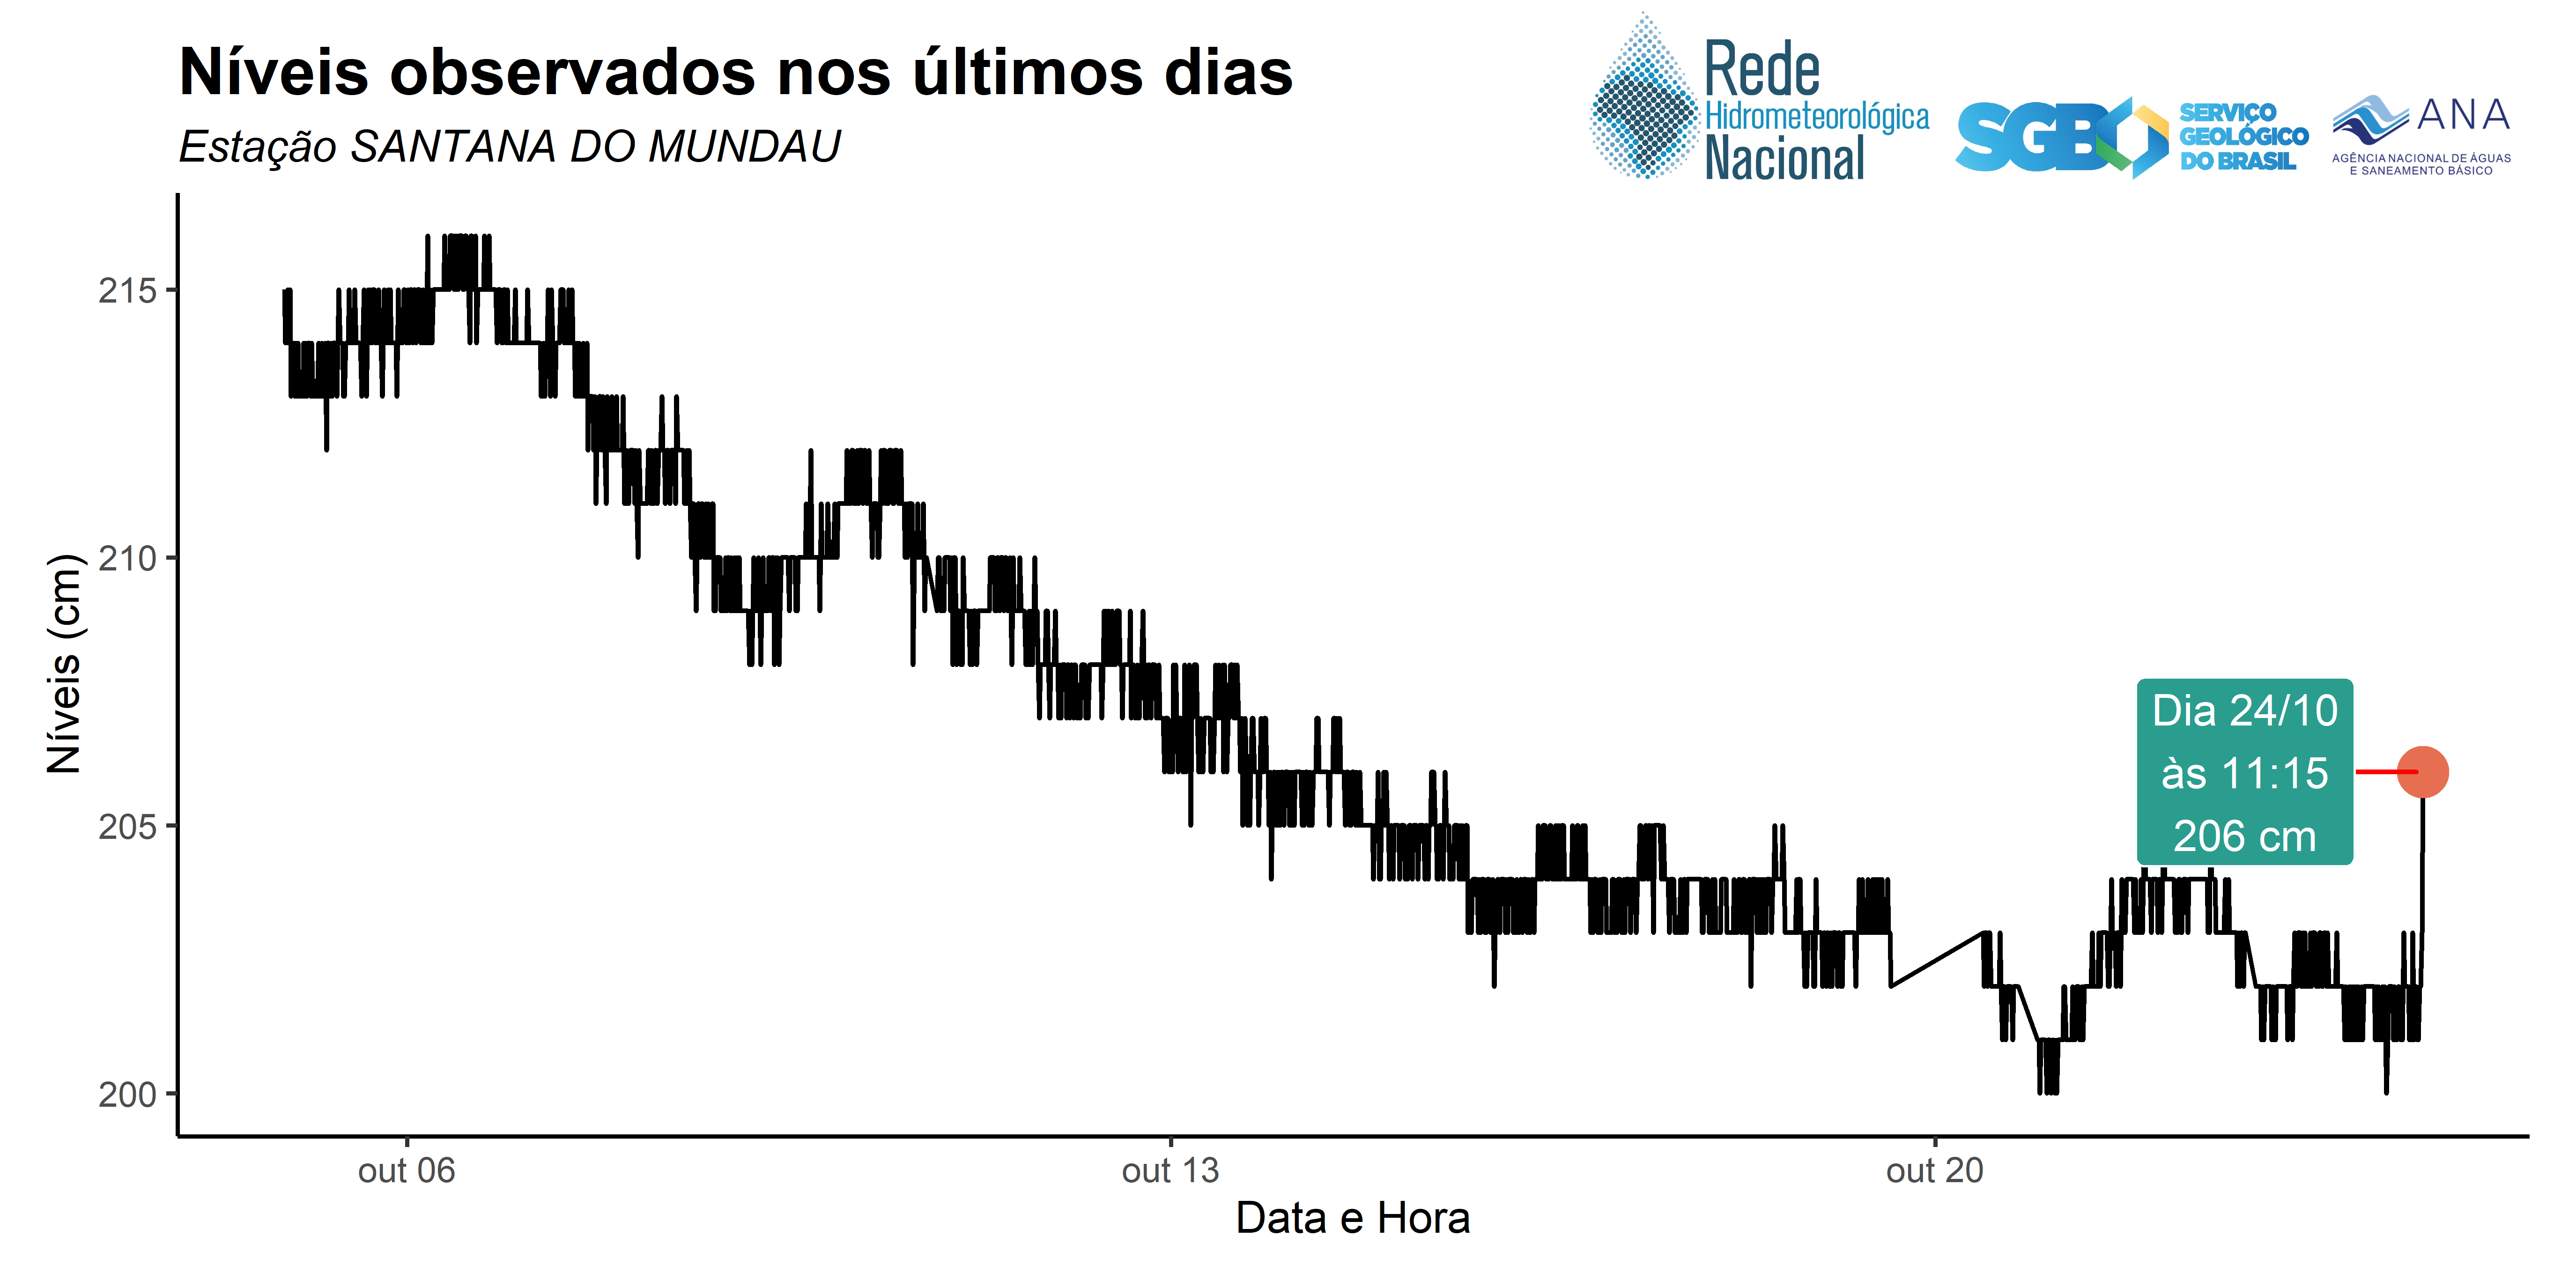 Níveis observados nos últimos dias
Estação SANTANA DO MUNDAU
Rede
Hidrometeorológica
Nacional
SGB
SERVIÇO
GEOLÓGICO
DO BRASIL
ANA
AGÊNCIA NACIONAL DE ÁGUAS
E SANEAMENTO BÁSICO
Níveis (cm)
215
210
205
200
Dia 24/10
às 11:15
206 cm
out 06
out 13
out 20
Data e Hora